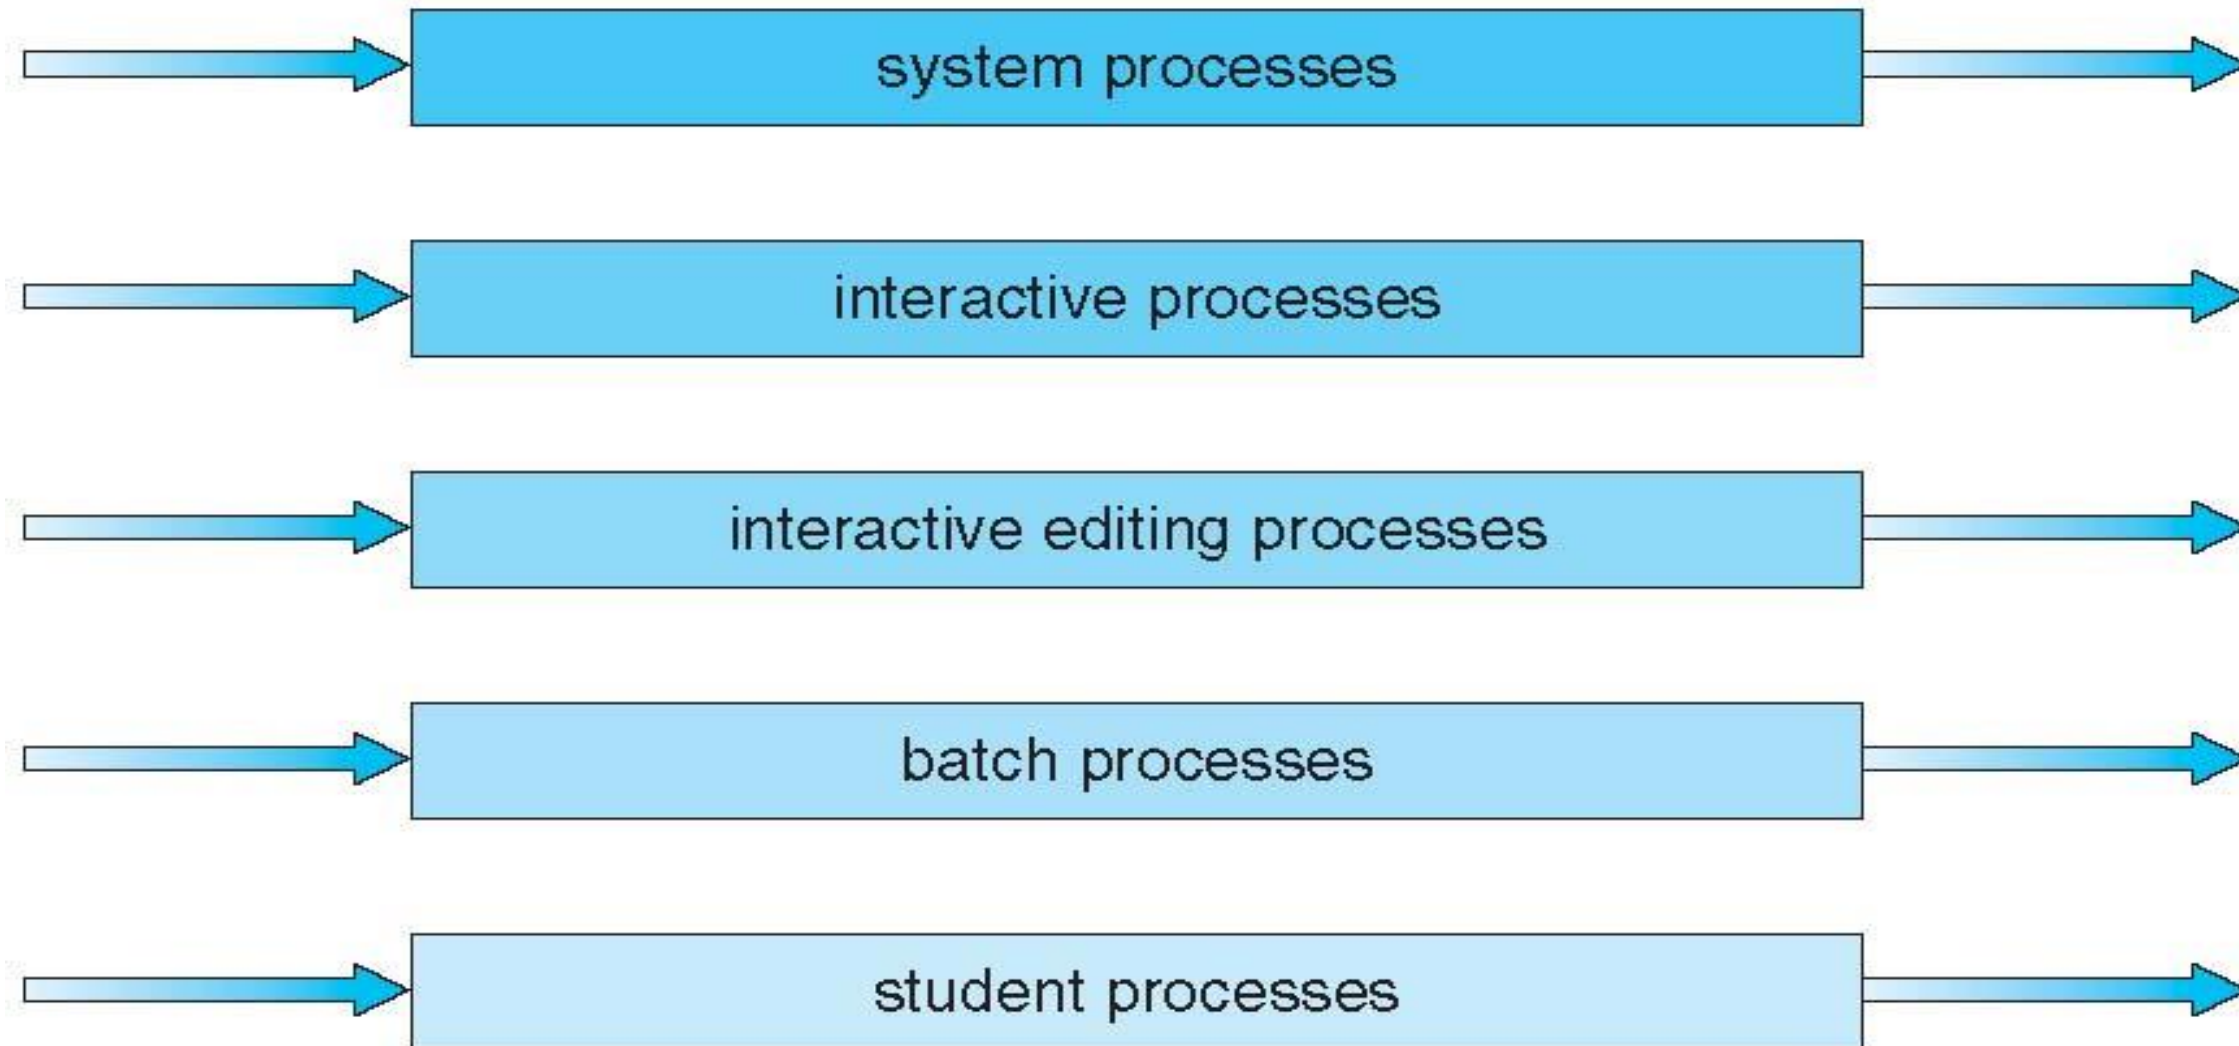 system processes
interactive processes
interactive editing processes
batch processes
student processes